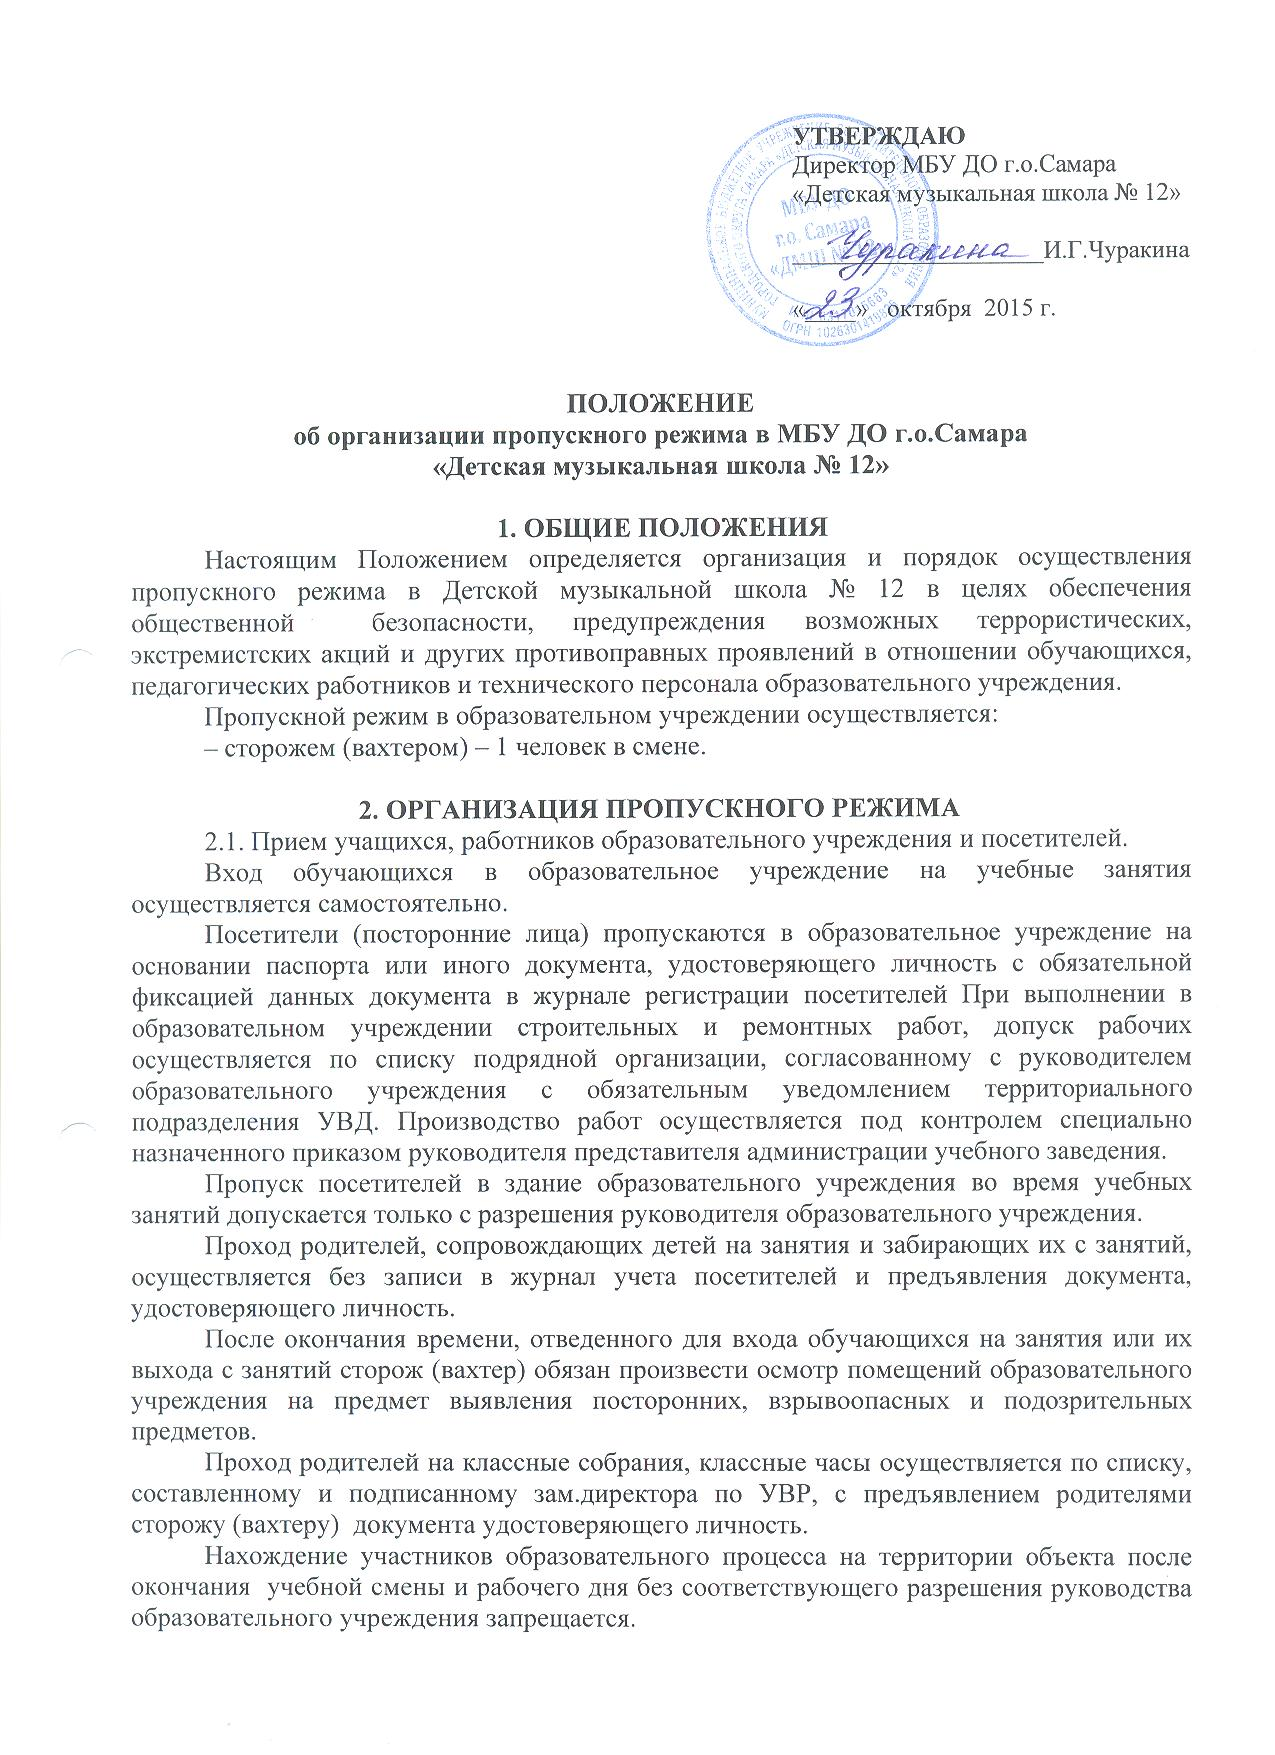 УТВЕРЖДАЮ
Директор МБУ ДО г.о.Самара
«Детская музыкальная школа № 12»
МБУ ДО
г.о. Самара
«ДМШ № 12»
Чуракина И.Г.Чуракина
«23» октября 2015 г.
ПОЛОЖЕНИЕ
об организации пропускного режима в МБУ ДО г.о.Самара
«Детская музыкальная школа № 12»
1. ОБЩИЕ ПОЛОЖЕНИЯ
Настоящим Положением определяется организация и порядок осуществления
пропускного режима в Детской музыкальной школа № 12 в целях обеспечения
общественной безопасности, предупреждения возможных террористических,
экстремистских акций и других противоправных проявлений в отношении обучающихся,
педагогических работников и технического персонала образовательного учреждения.
Пропускной режим в образовательном учреждении осуществляется:
– сторожем (вахтером) – 1 человек в смене.
2. ОРГАНИЗАЦИЯ ПРОПУСКНОГО РЕЖИМА
2.1. Прием учащихся, работников образовательного учреждения и посетителей.
Вход обучающихся в образовательное учреждение на учебные занятия
осуществляется самостоятельно.
Посетители (посторонние лица) пропускаются в образовательное учреждение на
основании паспорта или иного документа, удостоверяющего личность с обязательной
фиксацией данных документа в журнале регистрации посетителей При выполнении в
образовательном учреждении строительных и ремонтных работ, допуск рабочих
осуществляется по списку подрядной организации, согласованному с руководителем
образовательного учреждения с обязательным уведомлением территориального
подразделения УВД. Производство работ осуществляется под контролем специально
назначенного приказом руководителя представителя администрации учебного заведения.
Пропуск посетителей в здание образовательного учреждения во время учебных
занятий допускается только с разрешения руководителя образовательного учреждения.
Проход родителей, сопровождающих детей на занятия и забирающих их с занятий,
осуществляется без записи в журнал учета посетителей и предъявления документа,
удостоверяющего личность.
После окончания времени, отведенного для входа обучающихся на занятия или их
выхода с занятий сторож (вахтер) обязан произвести осмотр помещений образовательного
учреждения на предмет выявления посторонних, взрывоопасных и подозрительных
предметов.
Проход родителей на классные собрания, классные часы осуществляется по списку,
составленному и подписанному зам.директора по УВР, с предъявлением родителями
сторожу (вахтеру) документа удостоверяющего личность.
Нахождение участников образовательного процесса на территории объекта после
окончания учебной смены и рабочего дня без соответствующего разрешения руководства
образовательного учреждения запрещается.